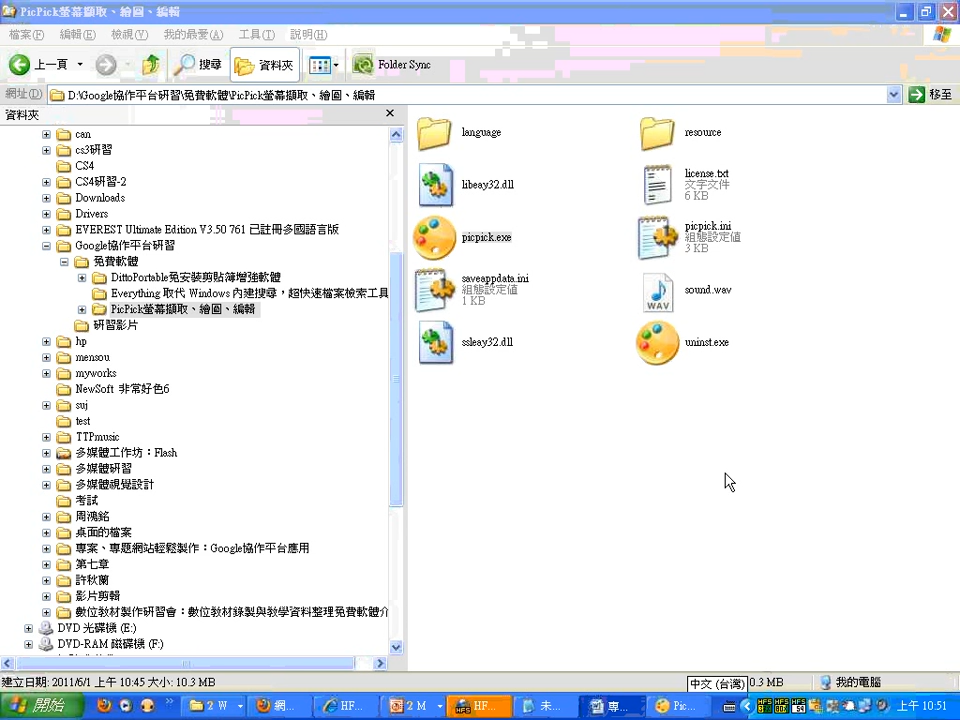 PicPick螢幕擷取、繪圖、編輯
檔案(F) 編輯(E) 檢視(V) 我的最愛(A) 工具(T) 說明(H)
上一頁 搜尋 資料夾 Folder Sync
網址(D) D:\Google協作平台研習\免費軟體\PicPick螢幕擷取、繪圖、編輯 移至
資料夾
can
cs3研習
CS4
CS4研習-2
Downloads
Drivers
EVEREST Ultimate Edition V3.50 761 已註冊多國語言版
Google協作平台研習
免費軟體
DittoPortable免安裝剪貼簿增強軟體
Everything 取代 Windows 內建搜尋，超快速檔案檢索工具
PicPick螢幕擷取、繪圖、編輯
研習影片
hp
mensou
myworks
NewSoft 非常好色6
suj
test
TTPmusic
多媒體工作坊：Flash
多媒體研習
多媒體視覺設計
考試
周鴻銘
桌面的檔案
專案、專題網站輕鬆製作：Google協作平台應用
第七章
許秋蘭
影片剪輯
數位教材製作研習會：數位教材錄製與教學資料整理免費軟體介
DVD 光碟機 (E:)
DVD-RAM 磁碟機 (F:)
language
resource
libeay32.dll
license.txt
文字文件
6 KB
picpick.exe
picpick.ini
組態設定值
3 KB
saveappdata.ini
組態設定值
1 KB
sound.wav
WAV
ssleay32.dll
uninst.exe
建立日期: 2011/6/1 上午 10:45 大小: 10.3 MB
中文 (台灣)
0.3 MB
我的電腦
開始 2 W 網... HF... 2 M HF... 未... 專... Pic... 上午 10:51